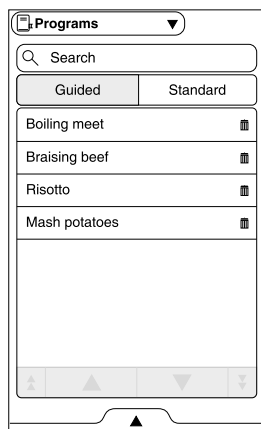 Programs
Search
Guided Standard
Boiling meet
Braising beef
Risotto
Mash potatoes